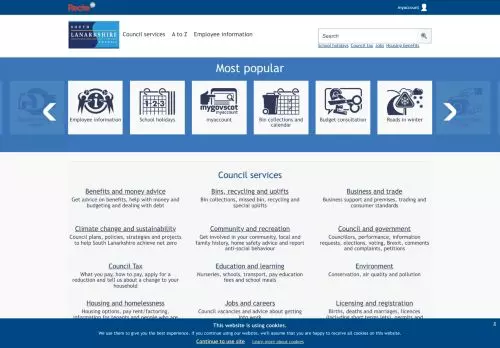 Recite
myaccount
SOUTH
LANARKSHIRE
COUNCIL
Council services
A to Z
Employee information
Search
School holidays
Council tax
Jobs
Housing benefits
Most popular
Employee information
1 2 3
School holidays
mygovscot
myaccount
myaccount
Bin collections and
calendar
Budget consultation
Roads in winter
Council services
Benefits and money advice
Get advice on benefits, help with money and
budgeting and dealing with debt
Bins, recycling and uplifts
Bin collections, missed bin, recycling and
special uplifts
Business and trade
Business support and premises, trading and
consumer standards
Climate change and sustainability
Council plans, policies, strategies and projects
to help South Lanarkshire achieve net zero
Community and recreation
Get involved in your community, local and
family history, home safety advice and report
anti-social behaviour
Council and government
Councillors, performance, information
requests, elections, voting, Brexit, comments
and complaints, petitions
Council Tax
What you pay, how to pay, apply for a
reduction and tell us about a change to your
household
Education and learning
Nurseries, schools, transport, pay education
fees and school meals
Environment
Conservation, air quality and pollution
Housing and homelessness
Housing options, pay rent/factoring,
Jobs and careers
Council vacancies and advice about getting
Licensing and registration
Births, deaths and marriages, licences
This website is using cookies.
We use them to give you the best experience. If you continue using our website, we'll assume that you are happy to receive all cookies on this website.
Continue to use site
Learn more about cookies
x